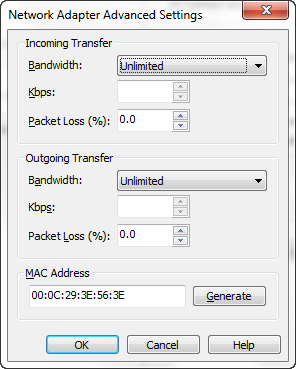 Network Adapter Advanced Settings
Incoming Transfer
Bandwidth: Unlimited
Kbps:
Packet Loss (%): 0.0
Outgoing Transfer
Bandwidth: Unlimited
Kbps:
Packet Loss (%): 0.0
MAC Address
00:0C:29:3E:56:3E Generate
OK Cancel Help